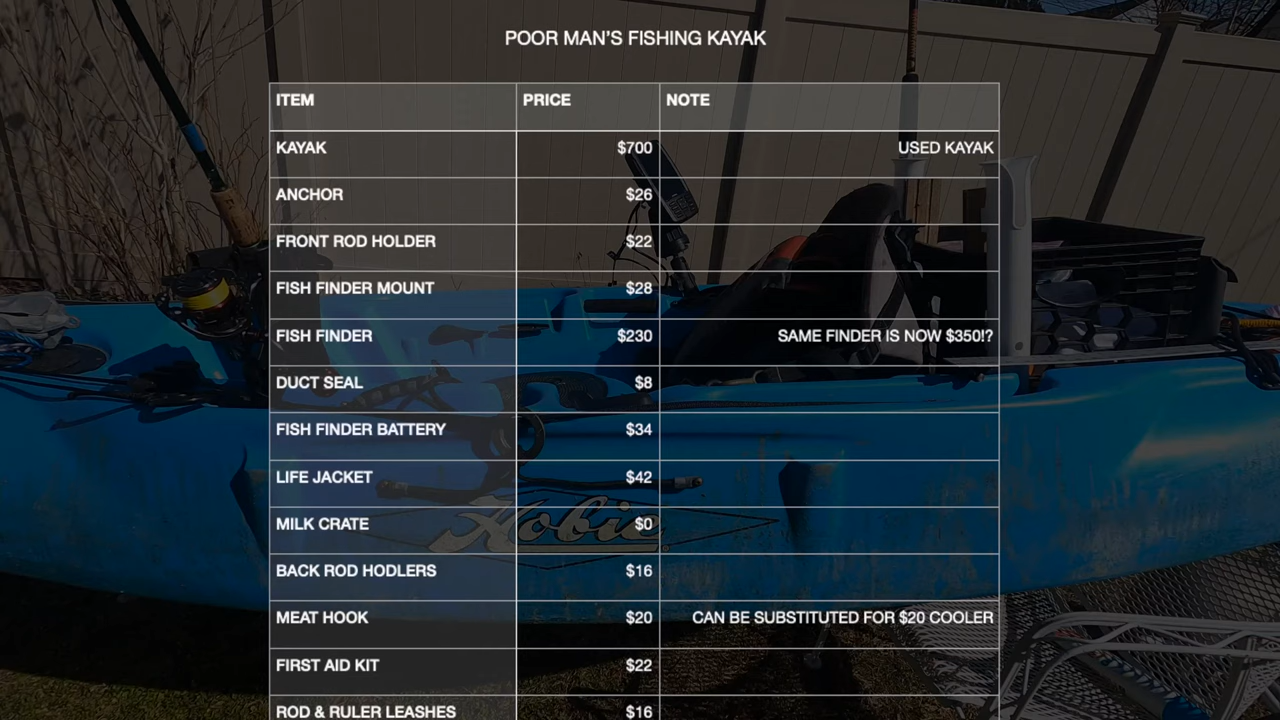 POOR MAN'S FISHING KAYAK
ITEM PRICE NOTE
KAYAK $700 USED KAYAK
ANCHOR $26
FRONT ROD HOLDER $22
FISH FINDER MOUNT $28
FISH FINDER $230 SAME FINDER IS NOW $350!?
DUCT SEAL $8
FISH FINDER BATTERY $34
LIFE JACKET $42
MILK CRATE $0
Hobie
BACK ROD HODLERS $16
MEAT HOOK $20 CAN BE SUBSTITUTED FOR $20 COOLER
FIRST AID KIT $22
ROD & RULER LEASHES $16